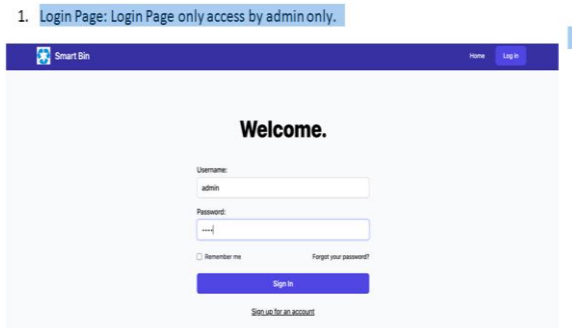 1. Login Page: Login Page only access by admin only.
Smart Bin Home Log in
Welcome.
Username:
admin
Password:
----
Remember me Forgot your password?
Sign In
Sign up for an account